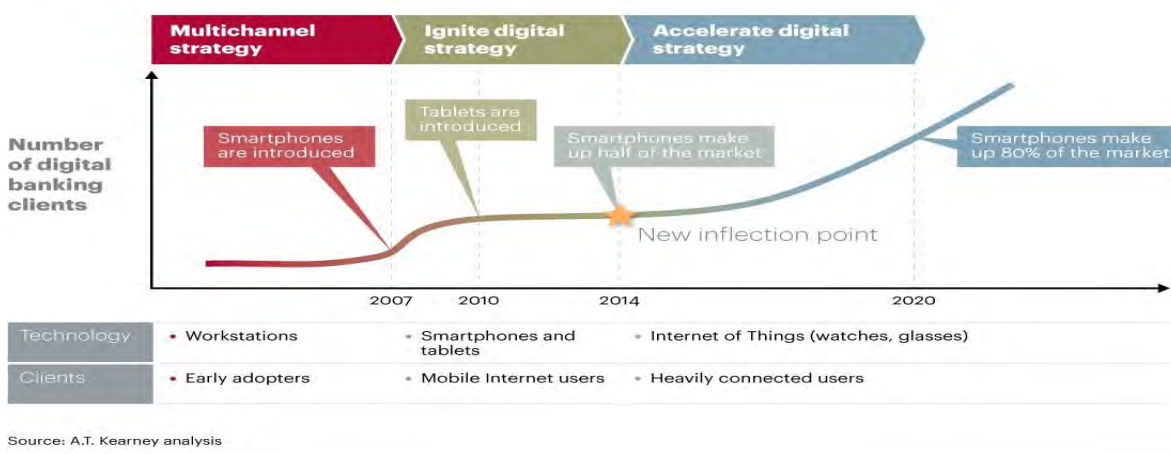 Multichannel
strategy
Ignite digital
strategy
Accelerate digital
strategy
Number
of digital
banking
clients
Smartphones
are introduced
Tablets are
introduced
Smartphones make
up half of the market
Smartphones make
up 80% of the market
New inflection point
2007
2010
2014
2020
Technology
• Workstations
• Smartphones and
tablets
• Internet of Things (watches, glasses)
Clients
• Early adopters
• Mobile Internet users
• Heavily connected users
Source: A.T. Kearney analysis